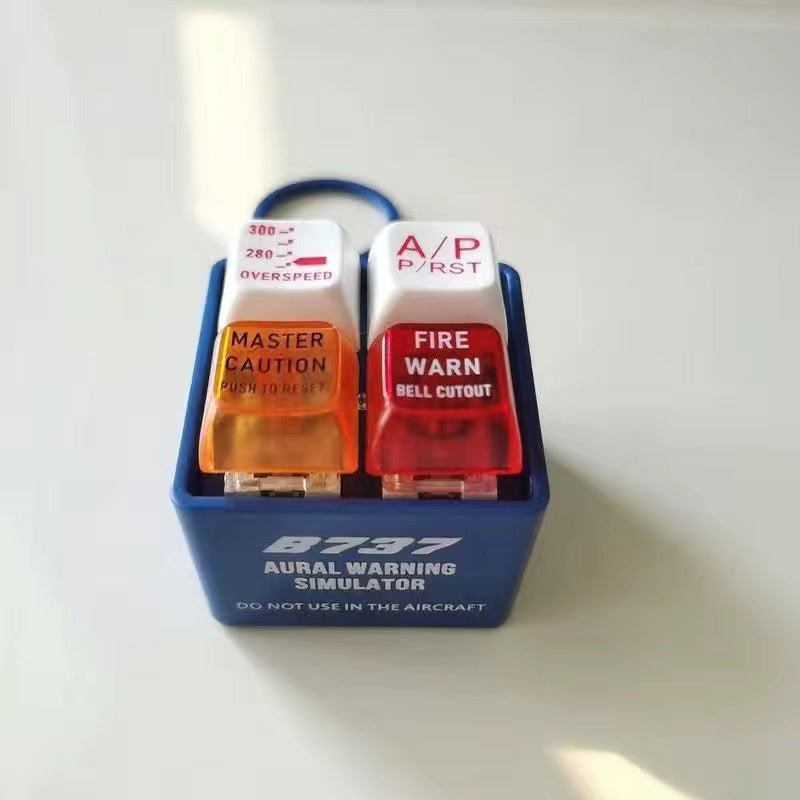 300
280
OVERSPEED
A/P
P/RST
MASTER
CAUTION
PUSH TO RESET
FIRE
WARN
BELL CUTOUT
B737
AURAL WARNING
SIMULATOR
DO NOT USE IN THE AIRCRAFT